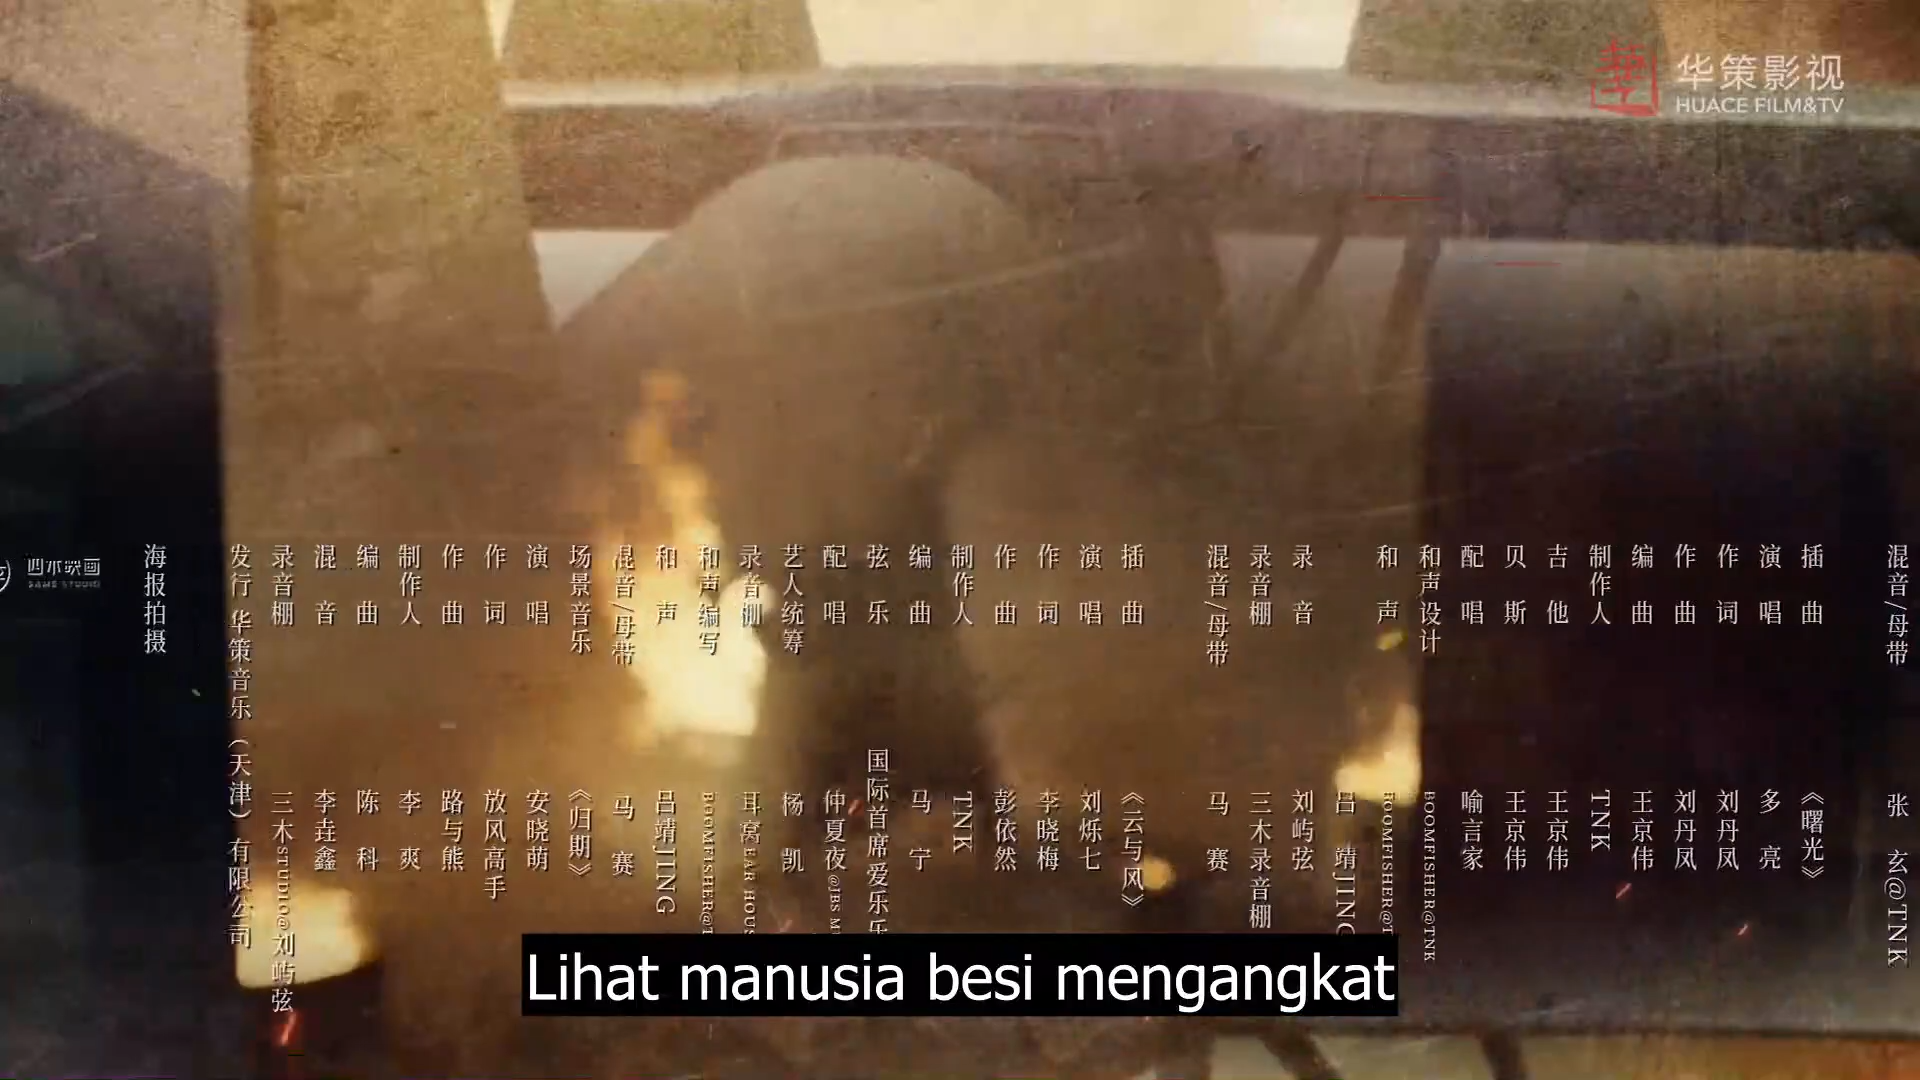 华策影视
HUACE FILM&TV
混音/母带 张玄@TNK
插曲 《曙光》
演唱 多亮
作词 刘丹凤
作曲 刘丹凤
编曲 王京伟
制作人 TNK
吉他 王京伟
贝斯 王京伟
配唱 喻言家
和声设计 BOOMFISHER@TNK
和声
吕靖JING
录音 刘屿弦
录音棚 三木录音棚
混音/母带 马赛
插曲 《云与风》
演唱 刘烁七
作词 李晓梅
作曲 彭依然
制作人 TNK
编曲 马宁
弦乐 国际首席爱乐乐
配唱 仲夏夜
艺人统筹 杨凯
录音棚 耳窝
和声编写
和声 吕靖JING
混音/母带 马赛
场景音乐 《归期》
演唱 安晓萌
作词 放风高手
作曲 路与熊
制作人 李爽
编曲 陈科
混音 李垚鑫
录音棚 三木STUDIO@刘屿弦
发行 华策音乐（天津）有限公司
海报拍摄
SAME STUDIO
Lihat manusia besi mengangkat